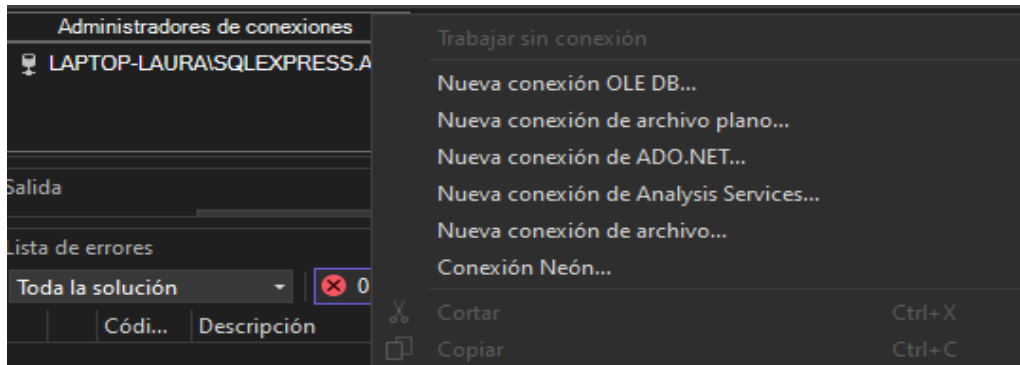 Administradores de conexiones
LAPTOP-LAURA\SQLEXPRESS.A
Salida
Lista de errores
Toda la solución
0
Códi...
Descripción
Trabajar sin conexión
Nueva conexión OLE DB...
Nueva conexión de archivo plano...
Nueva conexión de ADO.NET...
Nueva conexión de Analysis Services...
Nueva conexión de archivo...
Conexión Neón...
Cortar Ctrl+X
Copiar Ctrl+C